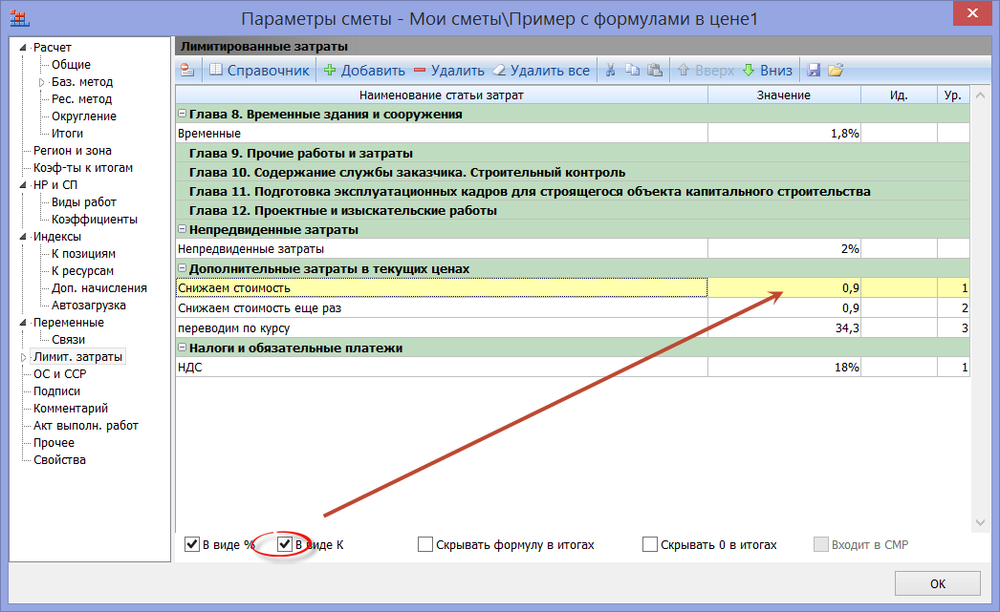 Параметры сметы - Мои сметы\Пример с формулами в цене1
Расчет
Общие
Баз. метод
Рес. метод
Округление
Итоги
Регион и зона
Коэф-ты к итогам
НР и СП
Виды работ
Коэффициенты
Индексы
К позициям
К ресурсам
Доп. начисления
Автозагрузка
Переменные
Связи
Лимит. затраты
ОС и ССР
Подписи
Комментарий
Акт выполн. работ
Прочее
Свойства
Лимитированные затраты
Справочник Добавить Удалить Удалить все Вверх Вниз
Наименование статьи затрат Значение Ид. Ур.
Глава 8. Временные здания и сооружения
Временные 1,8%
Глава 9. Прочие работы и затраты
Глава 10. Содержание службы заказчика. Строительный контроль
Глава 11. Подготовка эксплуатационных кадров для строящегося объекта капитального строительства
Глава 12. Проектные и изыскательские работы
Непредвиденные затраты
Непредвиденные затраты 2%
Дополнительные затраты в текущих ценах
Снижаем стоимость 0,9 1
Снижаем стоимость еще раз 0,9 2
переводим по курсу 34,3 3
Налоги и обязательные платежи
НДС 18% 1
В виде % В виде К Скрывать формулу в итогах Скрывать 0 в итогах Входит в СМР
ОК